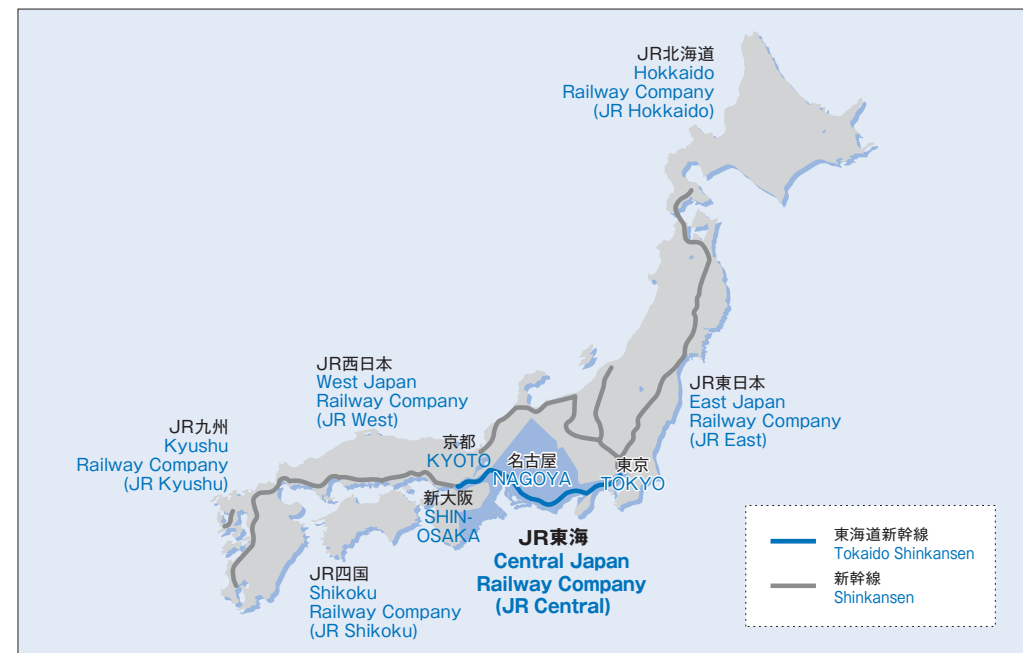 JR北海道
Hokkaido
Railway Company
(JR Hokkaido)
JR西日本
West Japan
Railway Company
(JR West)
JR東日本
East Japan
Railway Company
(JR East)
JR九州
Kyushu
Railway Company
(JR Kyushu)
京都
KYOTO
名古屋
NAGOYA
東京
TOKYO
新大阪
SHIN-
OSAKA
JR東海
Central Japan
Railway Company
(JR Central)
JR四国
Shikoku
Railway Company
(JR Shikoku)
東海道新幹線
Tokaido Shinkansen
新幹線
Shinkansen